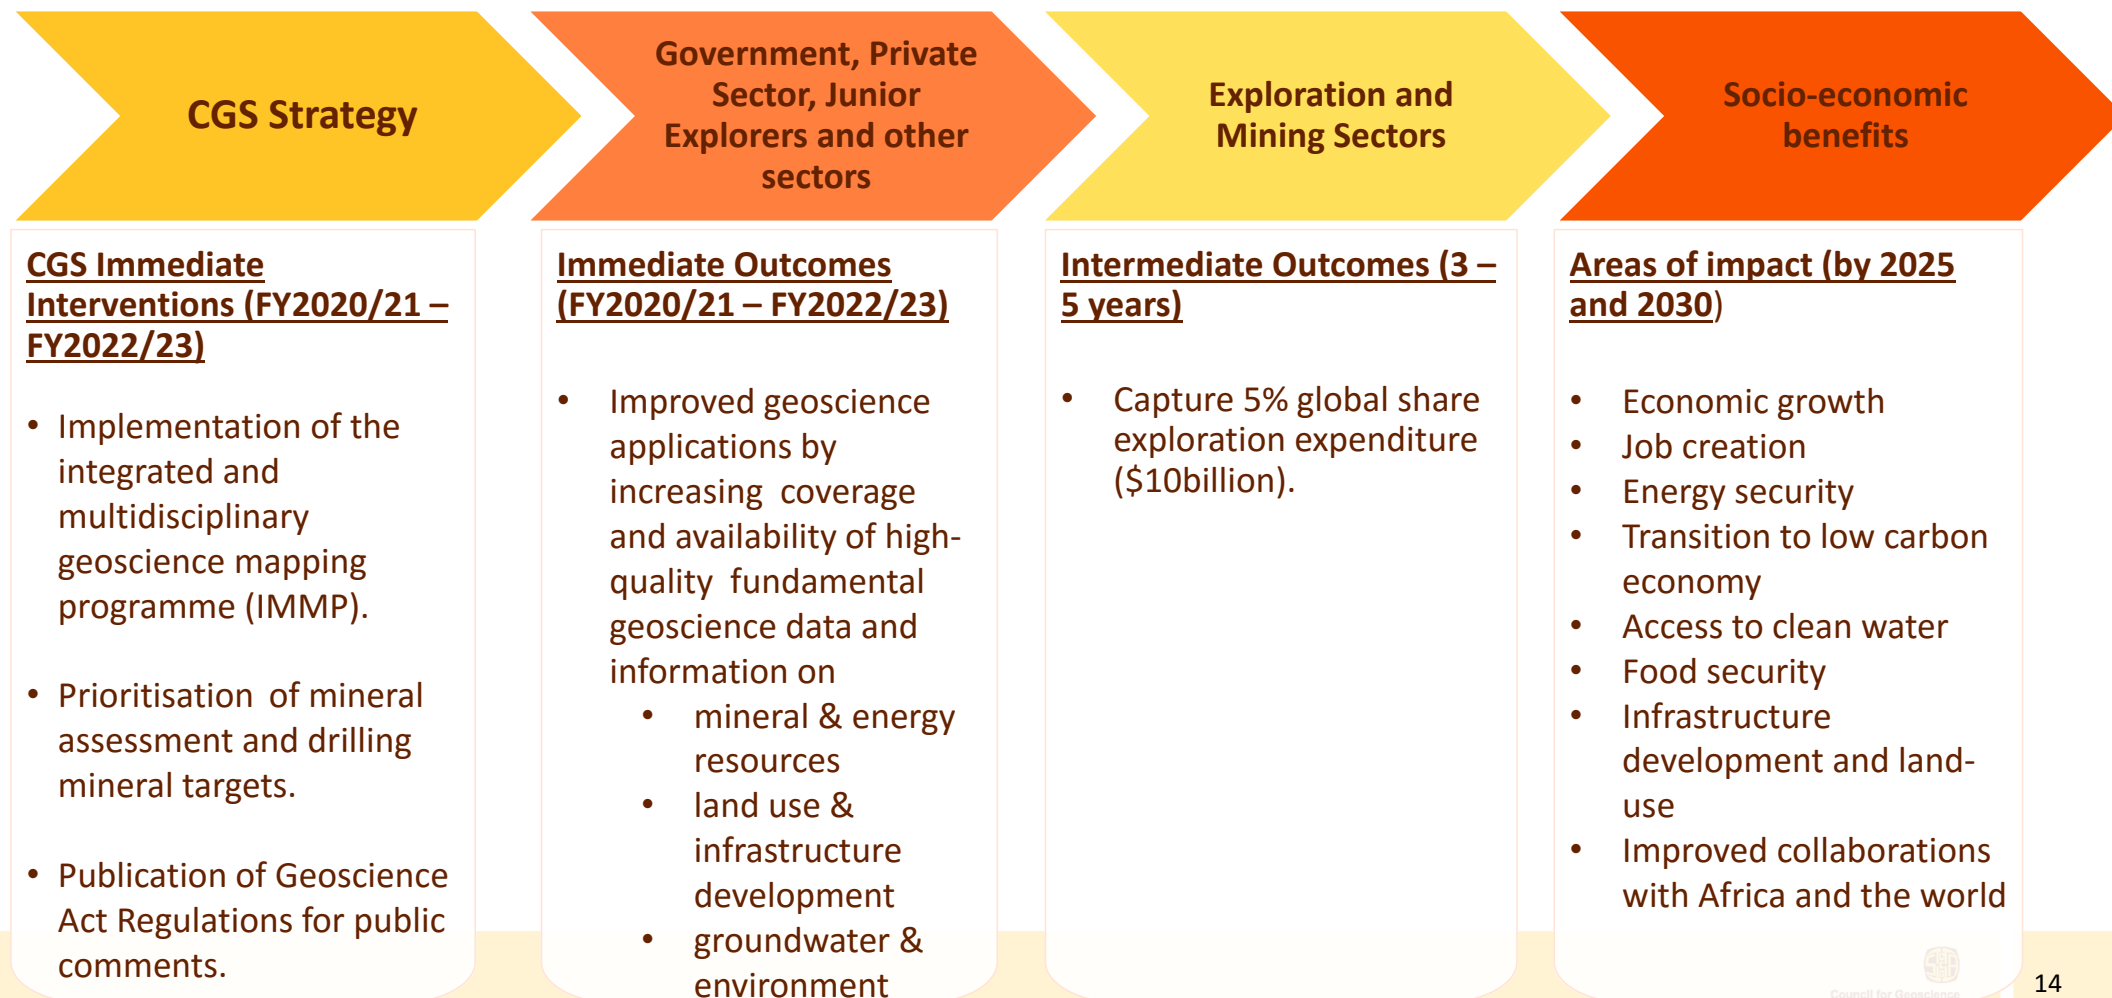 CGS Strategy
Government, Private
Sector, Junior
Explorers and other
sectors
Exploration and
Mining Sectors
Socio-economic
benefits
CGS Immediate
Interventions (FY2020/21 –
FY2022/23)
• Implementation of the
integrated and
multidisciplinary
geoscience mapping
programme (IMMP).
• Prioritisation of mineral
assessment and drilling
mineral targets.
• Publication of Geoscience
Act Regulations for public
comments.
Immediate Outcomes
(FY2020/21 – FY2022/23)
• Improved geoscience
applications by
increasing coverage
and availability of high-
quality fundamental
geoscience data and
information on
• mineral & energy
resources
• land use &
infrastructure
development
• groundwater &
environment
Intermediate Outcomes (3 –
5 years)
• Capture 5% global share
exploration expenditure
($10billion).
Areas of impact (by 2025
and 2030)
• Economic growth
• Job creation
• Energy security
• Transition to low carbon
economy
• Access to clean water
• Food security
• Infrastructure
development and land-
use
• Improved collaborations
with Africa and the world
Council for Geoscience
14